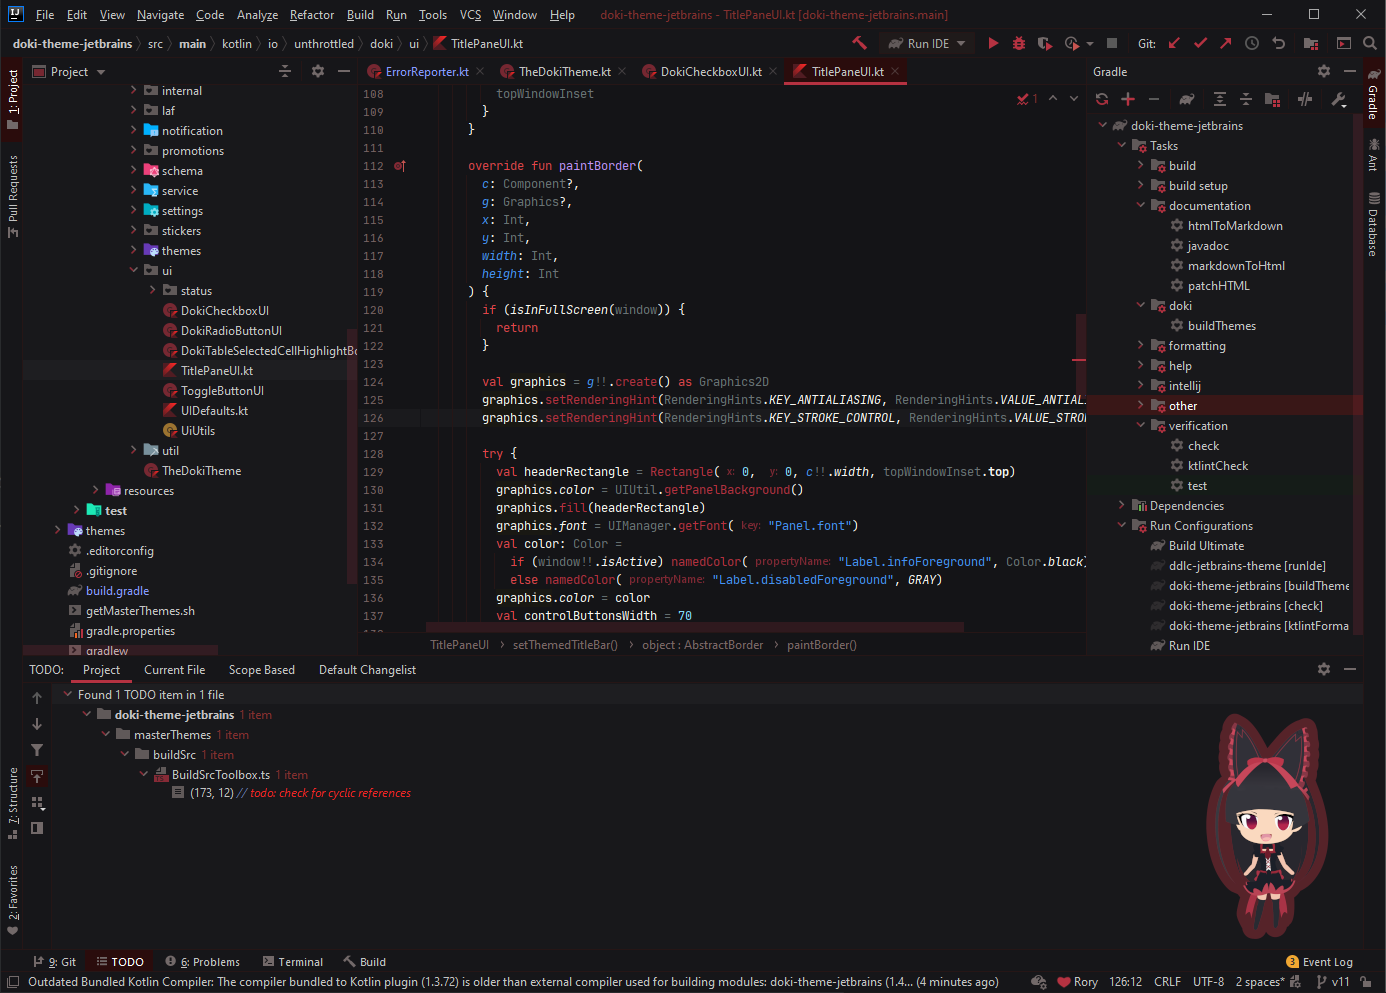 IJ File Edit View Navigate Code Analyze Refactor Build Run Tools VCS Window Help doki-theme-jetbrains - TitlePaneUI.kt [doki-theme-jetbrains.main]
doki-theme-jetbrains src main kotlin io unthrottled doki ui TitlePaneUI.kt Run IDE Git:
1: Project
Pull Requests
7: Structure
2: Favorites
Project
internal
laf
notification
promotions
schema
service
settings
stickers
themes
ui
status
DokiCheckboxUI
DokiRadioButtonUI
DokiTableSelectedCellHighlightBo
TitlePaneUI.kt
ToggleButtonUI
UIDefaults.kt
UiUtils
util
TheDokiTheme
resources
test
themes
.editorconfig
.gitignore
build.gradle
getMasterThemes.sh
gradle.properties
gradlew
ErrorReporter.kt TheDokiTheme.kt DokiCheckboxUI.kt TitlePaneUI.kt
1
108 topWindowInset
109 }
110 }
111
112 override fun paintBorder(
113 c: Component?,
114 g: Graphics?,
115 x: Int,
116 y: Int,
117 width: Int,
118 height: Int
119 ) {
120 if (isInFullScreen(window)) {
121 return
122 }
123
124 val graphics = g!!.create() as Graphics2D
125 graphics.setRenderingHint(RenderingHints.KEY_ANTIALIASING, RenderingHints.VALUE_ANTIALI
126 graphics.setRenderingHint(RenderingHints.KEY_STROKE_CONTROL, RenderingHints.VALUE_STROK
127
128 try {
129 val headerRectangle = Rectangle( x: 0, y: 0, c!!.width, topWindowInset.top)
130 graphics.color = UIUtil.getPanelBackground()
131 graphics.fill(headerRectangle)
132 graphics.font = UIManager.getFont( key: "Panel.font")
133 val color: Color =
134 if (window!!.isActive) namedColor( propertyName: "Label.infoForeground", Color.black)
135 else namedColor( propertyName: "Label.disabledForeground", GRAY)
136 graphics.color = color
137 val controlButtonsWidth = 70
TitlePaneUI setThemedTitleBar() object : AbstractBorder paintBorder()
Gradle
doki-theme-jetbrains
Tasks
build
build setup
documentation
htmlToMarkdown
javadoc
markdownToHtml
patchHTML
doki
buildThemes
formatting
help
intellij
other
verification
check
ktlintCheck
test
Dependencies
Run Configurations
Build Ultimate
ddlc-jetbrains-theme [runIde]
doki-theme-jetbrains [buildTheme
doki-theme-jetbrains [check]
doki-theme-jetbrains [ktlintForma
Run IDE
Gradle
Ant
Database
TODO: Project Current File Scope Based Default Changelist
Found 1 TODO item in 1 file
doki-theme-jetbrains 1 item
masterThemes 1 item
buildSrc 1 item
BuildSrcToolbox.ts 1 item
(173, 12) // todo: check for cyclic references
9: Git TODO 6: Problems Terminal Build 3 Event Log
Outdated Bundled Kotlin Compiler: The compiler bundled to Kotlin plugin (1.3.72) is older than external compiler used for building modules: doki-theme-jetbrains (1.4... (4 minutes ago) Rory 126:12 CRLF UTF-8 2 spaces* v11